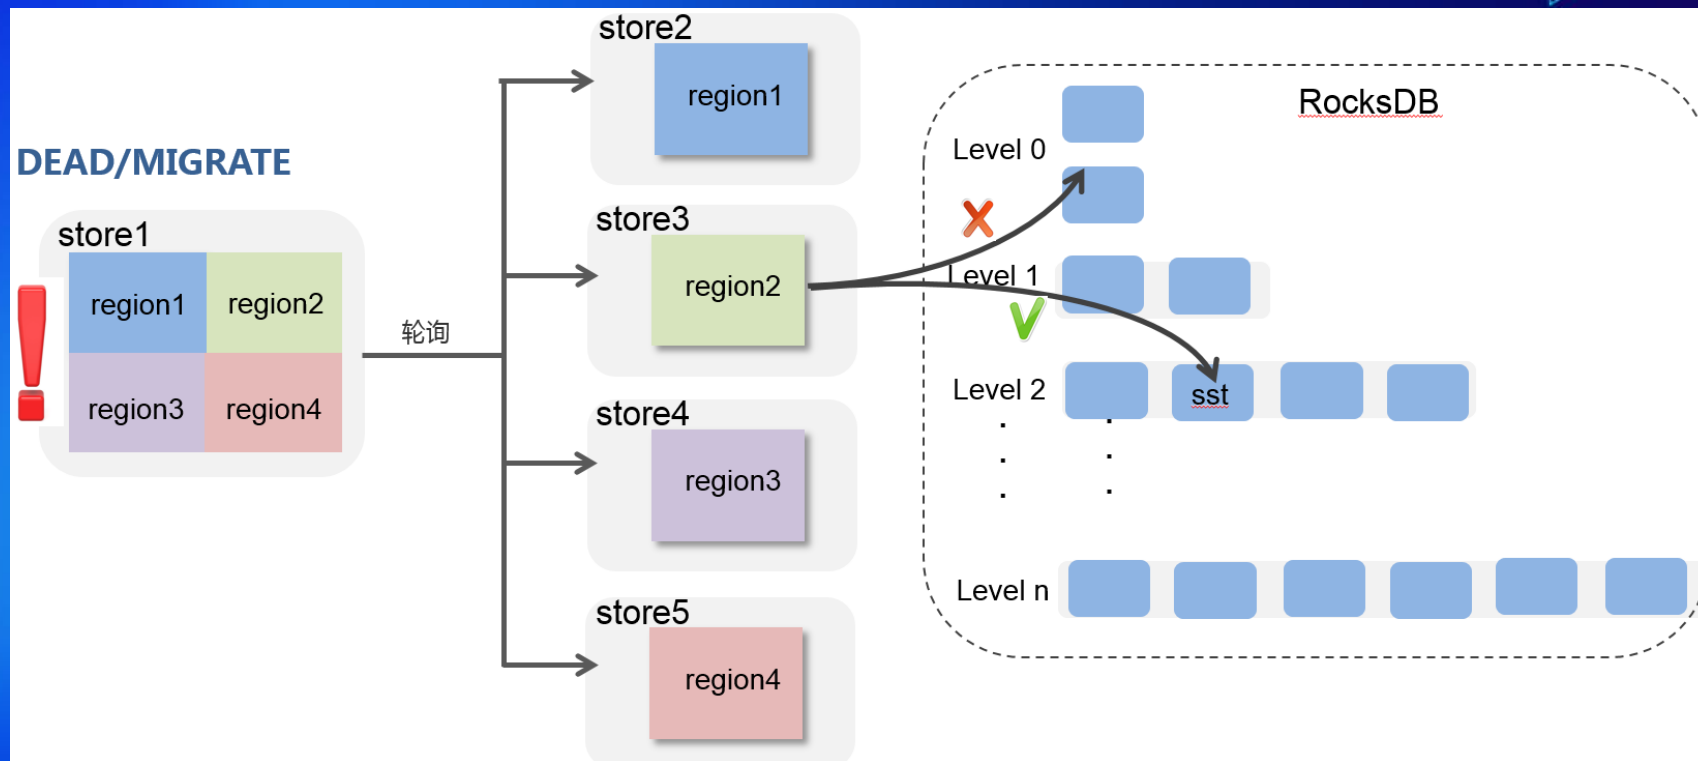 DEAD/MIGRATE
store1
region1
region2
region3
region4
轮询
store2
region1
store3
region2
store4
region3
store5
region4
RocksDB
Level 0
Level 1
Level 2
sst
Level n